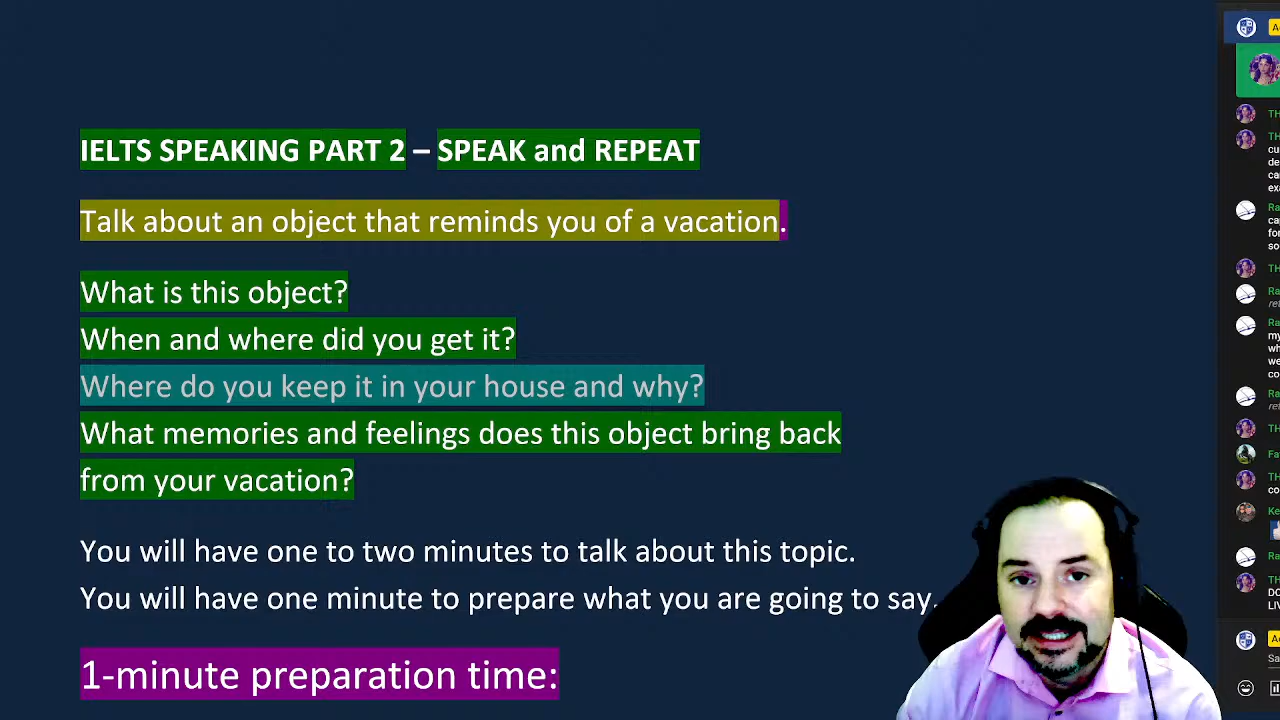 IELTS SPEAKING PART 2 – SPEAK and REPEAT
Talk about an object that reminds you of a vacation.
What is this object?
When and where did you get it?
Where do you keep it in your house and why?
What memories and feelings does this object bring back
from your vacation?
You will have one to two minutes to talk about this topic.
You will have one minute to prepare what you are going to say.
1-minute preparation time: